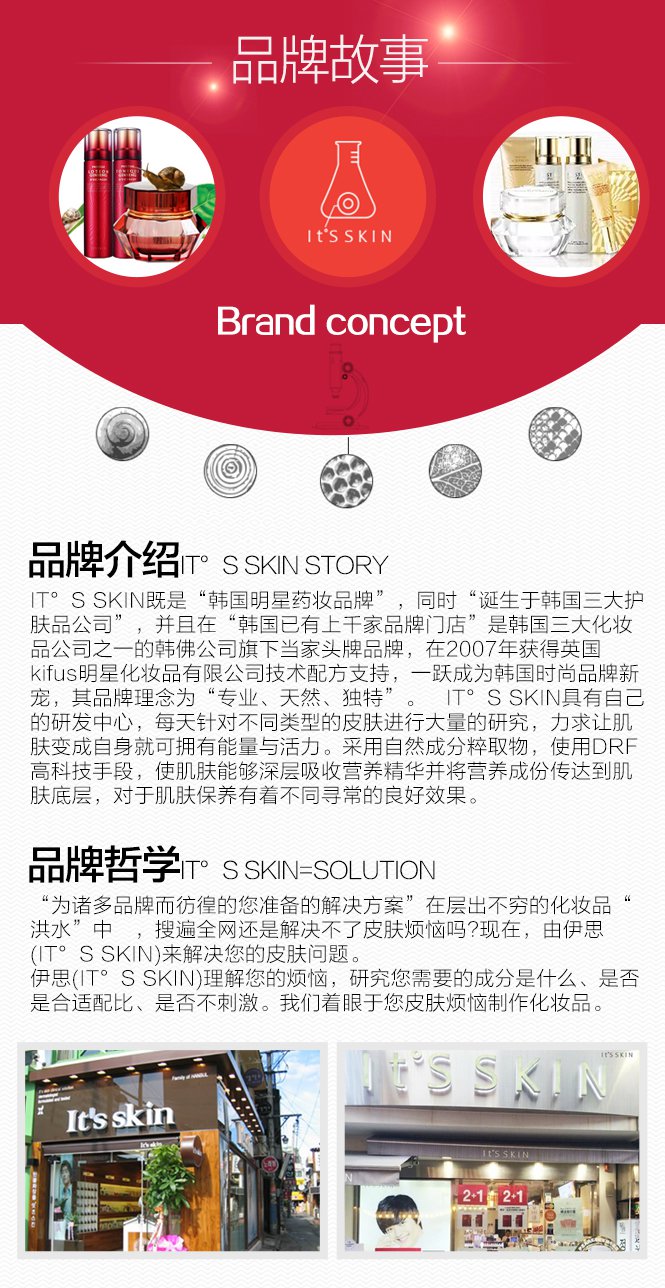 品牌故事
LOTION
It'S SKIN
Brand concept
品牌介绍IT°S SKIN STORY
IT°S SKIN既是“韩国明星药妆品牌”，同时“诞生于韩国三大护
肤品公司”，并且在“韩国已有上千家品牌门店”是韩国三大化妆
品公司之一的韩佛公司旗下当家头牌品牌，在2007年获得英国
kifus明星化妆品有限公司技术配方支持，一跃成为韩国时尚品牌新
宠，其品牌理念为“专业、天然、独特”。 IT°S SKIN具有自己
的研发中心，每天针对不同类型的皮肤进行大量的研究，力求让肌
肤变成自身就可拥有能量与活力。采用自然成分粹取物，使用DRF
高科技手段，使肌肤能够深层吸收营养精华并将营养成份传达到肌
肤底层，对于肌肤保养有着不同寻常的良好效果。
品牌哲学IT°S SKIN=SOLUTION
“为诸多品牌而彷徨的您准备的解决方案”在层出不穷的化妆品“
洪水”中 ，搜遍全网还是解决不了皮肤烦恼吗?现在，由伊思
(IT°S SKIN)来解决您的皮肤问题。
伊思(IT°S SKIN)理解您的烦恼，研究您需要的成分是什么、是否
是合适配比、是否不刺激。我们着眼于您皮肤烦恼制作化妆品。
Family of HANBUL
It's skin
It's skin
It'S SKIN
It'S SKIN
It'S SKIN
2+1
2+1